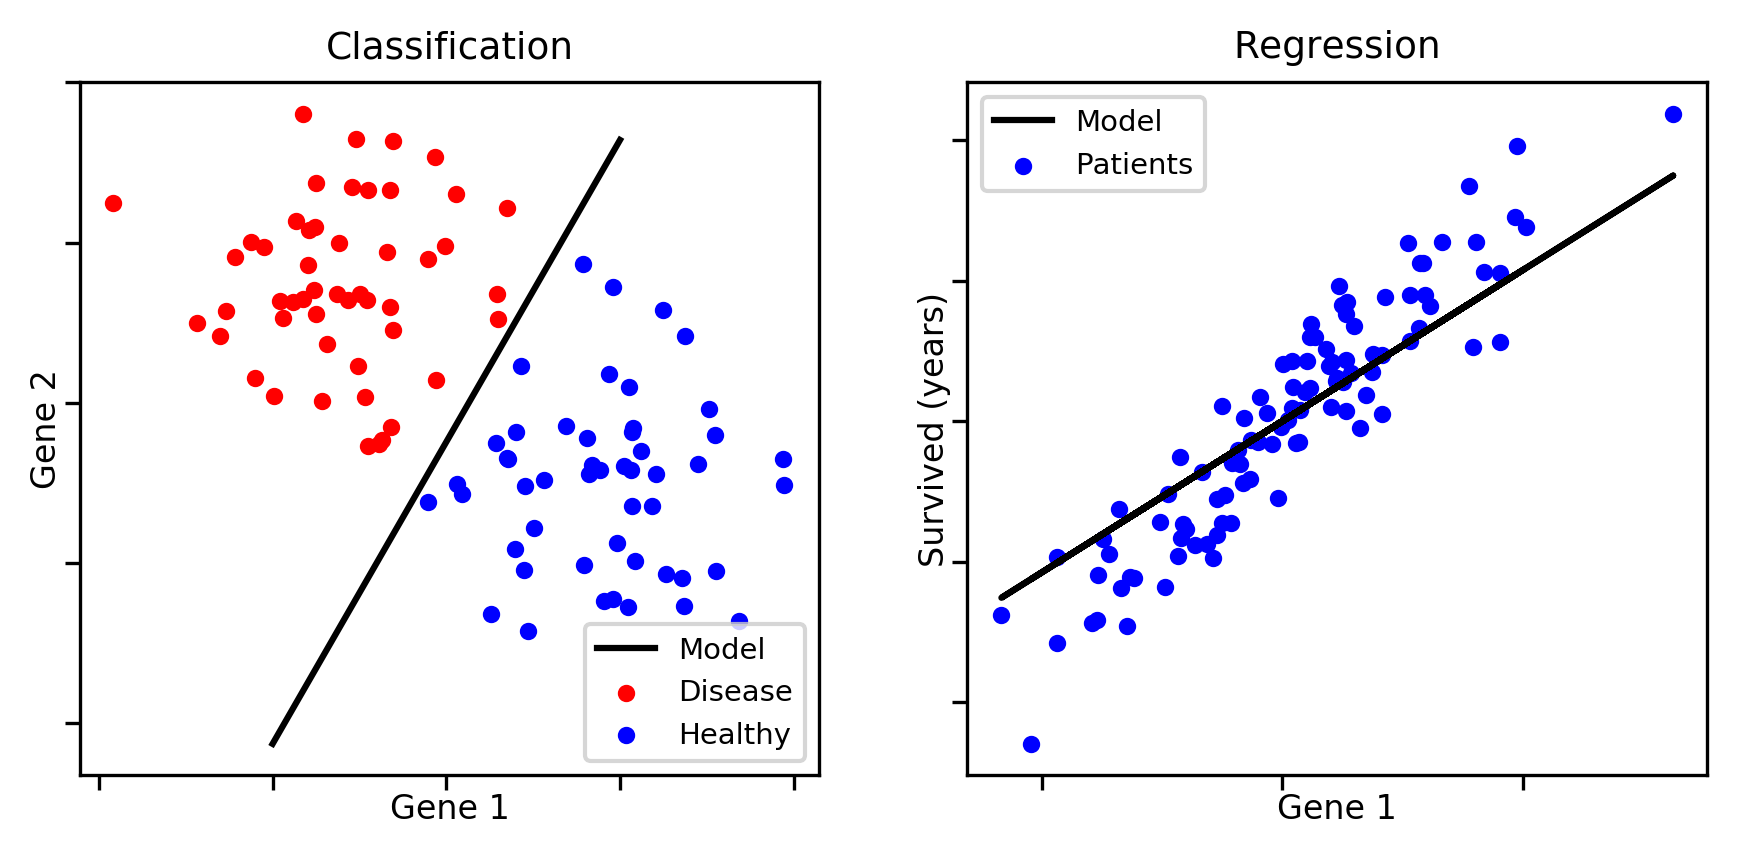 Classification
Gene 2
Model
Disease
Healthy
Gene 1
Regression
Model
Patients
Survived (years)
Gene 1